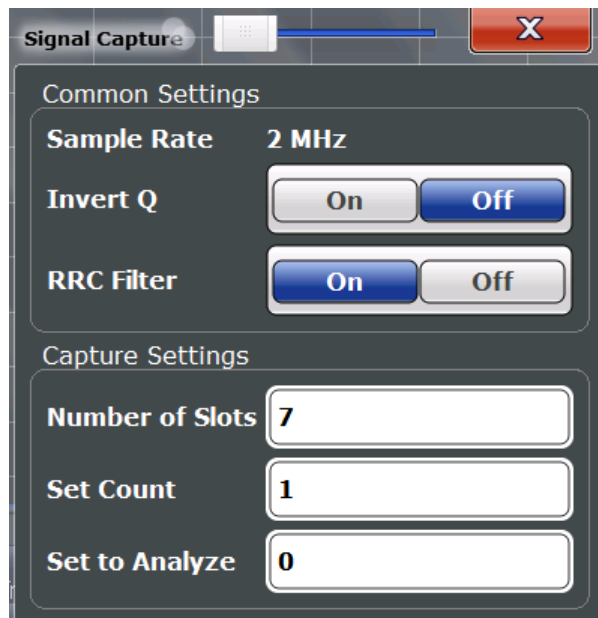 Signal Capture
X
Common Settings
Sample Rate 2 MHz
Invert Q On Off
RRC Filter On Off
Capture Settings
Number of Slots 7
Set Count 1
Set to Analyze 0